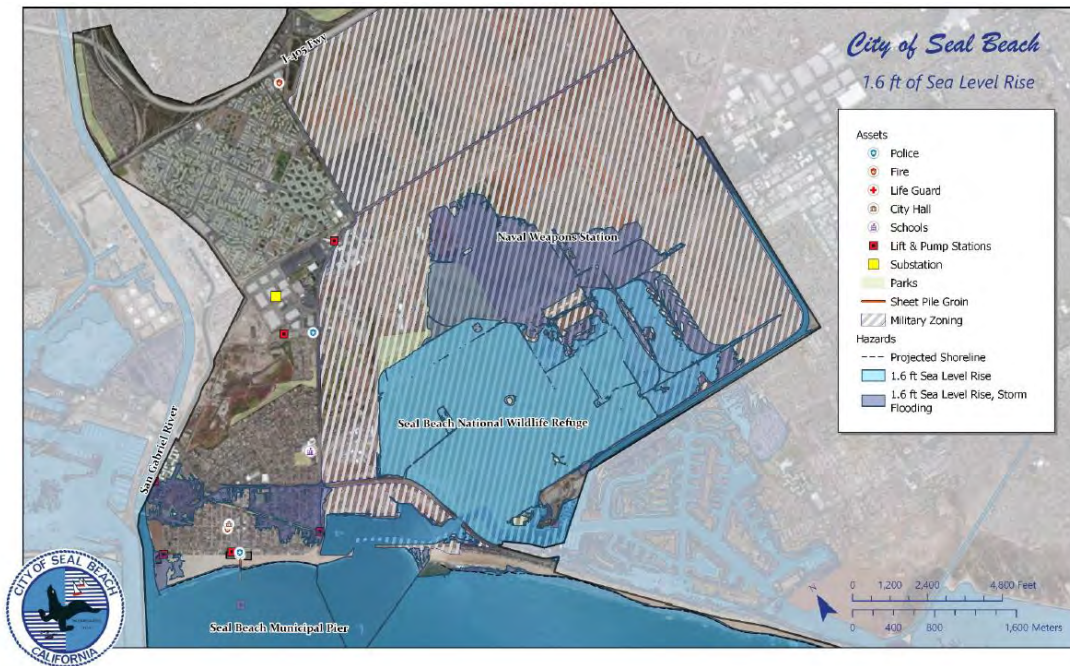 City of Seal Beach
1.6 ft of Sea Level Rise
I-405 Fwy
Assets
Police
Fire
Life Guard
City Hall
Schools
Lift & Pump Stations
Substation
Parks
Sheet Pile Groin
Military Zoning
Hazards
Projected Shoreline
1.6 ft Sea Level Rise
1.6 ft Sea Level Rise, Storm
Flooding
Naval Weapons Station
Seal Beach National Wildlife Refuge
San Gabriel River
Seal Beach Municipal Pier
CITY OF SEAL BEACH
CALIFORNIA
N
0 1,200 2,400 4,800 Feet
0 400 800 1,600 Meters